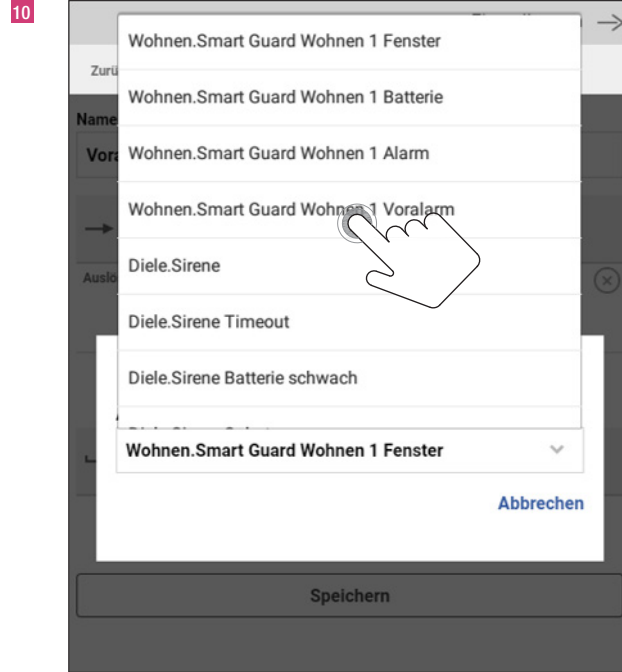 10
Wohnen.Smart Guard Wohnen 1 Fenster
Zurü
Wohnen.Smart Guard Wohnen 1 Batterie
Name
Vora
Wohnen.Smart Guard Wohnen 1 Alarm
Wohnen.Smart Guard Wohnen 1 Voralarm
Diele.Sirene
Auslö
Diele.Sirene Timeout
Diele.Sirene Batterie schwach
Wohnen.Smart Guard Wohnen 1 Fenster
Abbrechen
Speichern